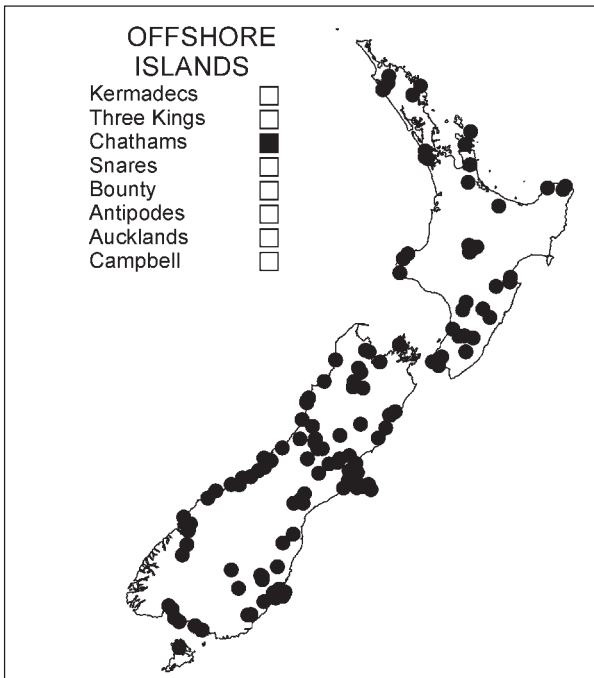 OFFSHORE
ISLANDS
Kermadecs
Three Kings
Chathams
Snares
Bounty
Antipodes
Aucklands
Campbell